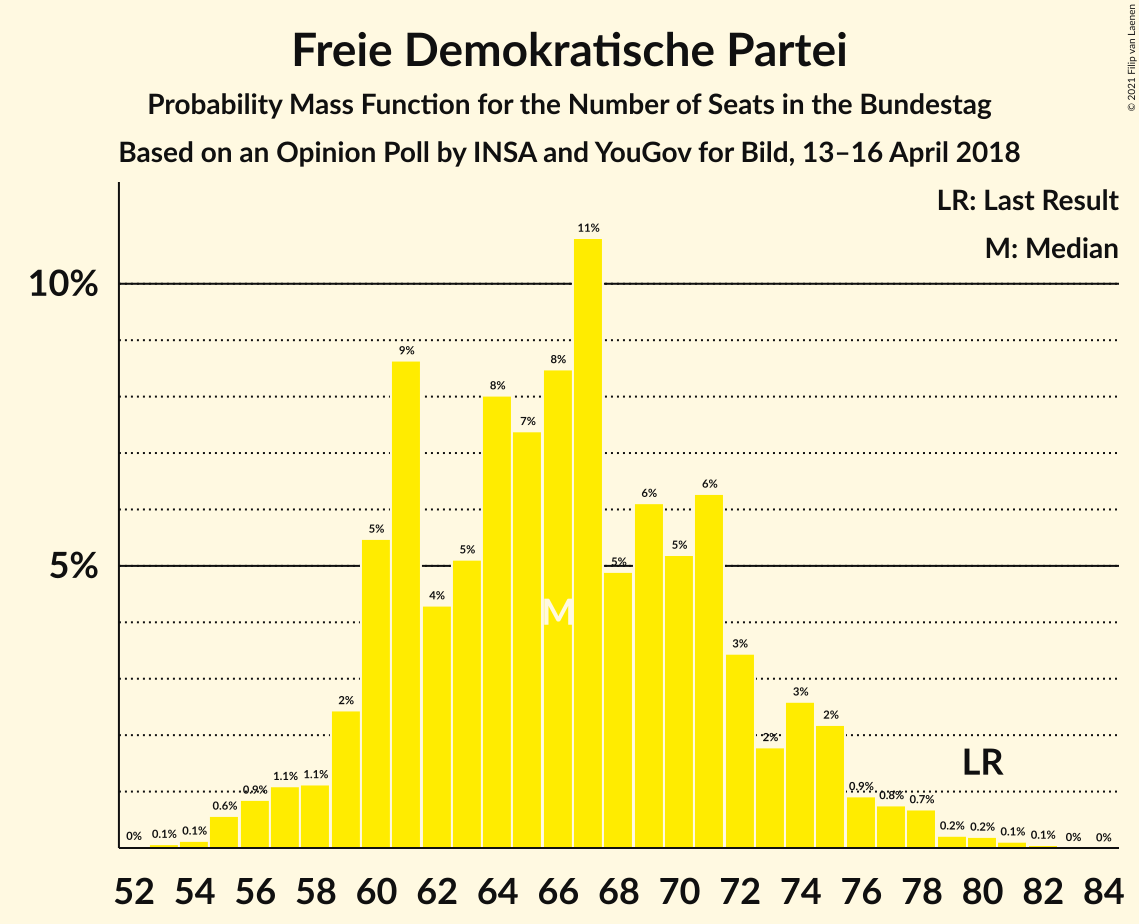 Freie Demokratische Partei
Probability Mass Function for the Number of Seats in the Bundestag
Based on an Opinion Poll by INSA and YouGov for Bild, 13–16 April 2018
© 2021 Filip van Laenen
LR: Last Result
M: Median
10%
5%
0% 0.1% 0.1% 0.6% 0.9% 1.1% 1.1% 2% 5% 9% 4% 5% 8% 7% 8% 11% 5% 6% 5% 6% 3% 2% 3% 2% 0.9% 0.8% 0.7% 0.2% 0.2% 0.1% 0.1% 0% 0%
M
LR
52 54 56 58 60 62 64 66 68 70 72 74 76 78 80 82 84